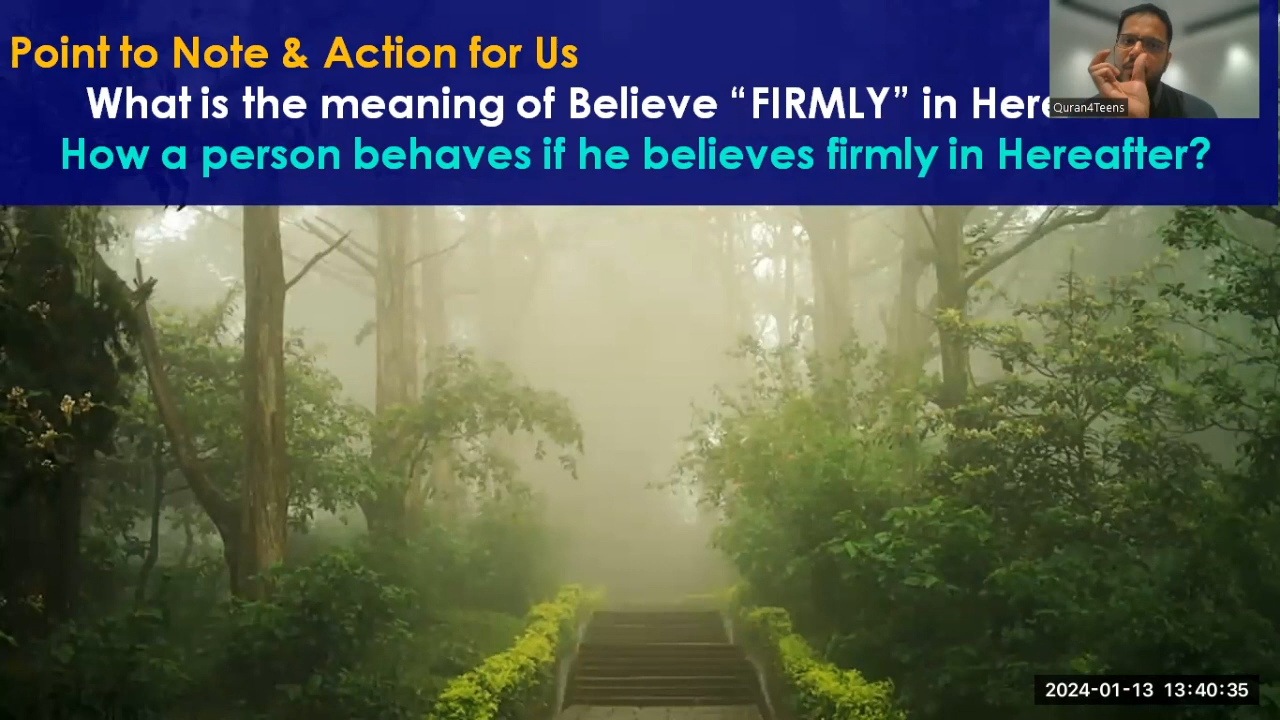 Point to Note & Action for Us
What is the meaning of Believe “FIRMLY” in Here
How a person behaves if he believes firmly in Hereafter?
Quran4Teens
2024-01-13 13:40:35